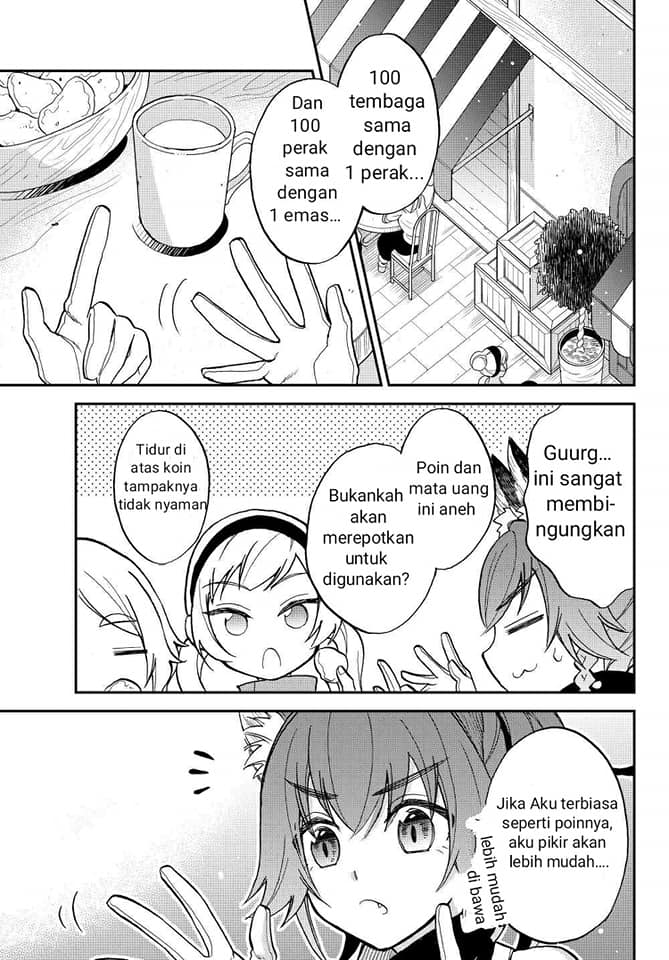 100
tembaga
sama
dengan
1 perak...
Dan
100
perak
sama
dengan
1 emas...
Guurg...
ini sangat
membi-
ngungkan
Poin dan
mata uang
ini aneh
Bukankah
akan
merepotkan
untuk
digunakan?
Tidur di
atas koin
tampaknya
tidak nyaman
Jika Aku terbiasa
seperti poinnya,
aku pikir akan
lebih mudah....
lebih mudah
di bawa